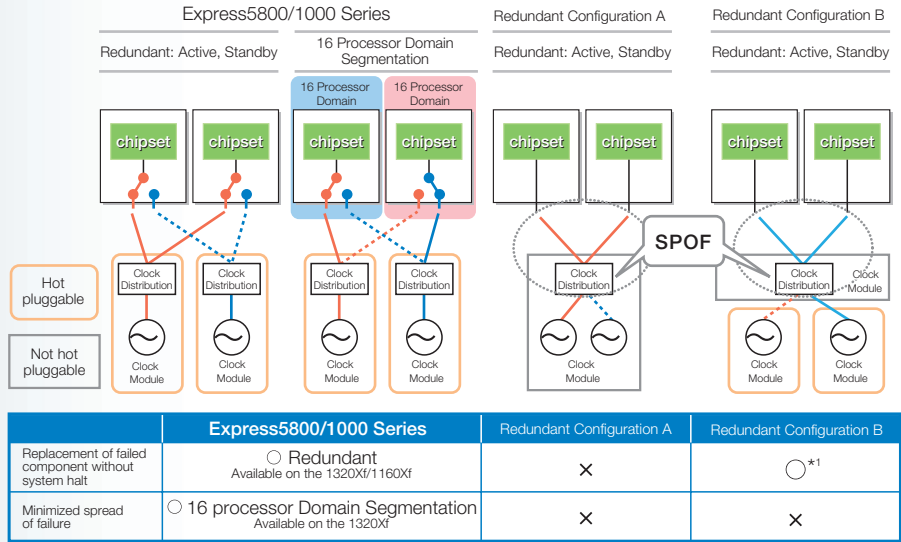 Express5800/1000 Series
Redundant Configuration A
Redundant Configuration B
Redundant: Active, Standby
16 Processor Domain
Segmentation
Redundant: Active, Standby
Redundant: Active, Standby
16 Processor
Domain
16 Processor
Domain
chipset
chipset
chipset
chipset
chipset
chipset
chipset
chipset
SPOF
Hot
pluggable
Not hot
pluggable
Clock
Distribution
Clock
Distribution
Clock
Distribution
Clock
Distribution
Clock
Distribution
Clock
Distribution
Clock
Module
Clock
Module
Clock
Module
Clock
Module
Clock
Module
Clock
Module
Clock
Module
Clock
Module
Express5800/1000 Series
Redundant Configuration A
Redundant Configuration B
Replacement of failed
component without
system halt
○ Redundant
Available on the 1320Xf/1160Xf
×
○*1
Minimized spread
of failure
○ 16 processor Domain Segmentation
Available on the 1320Xf
×
×